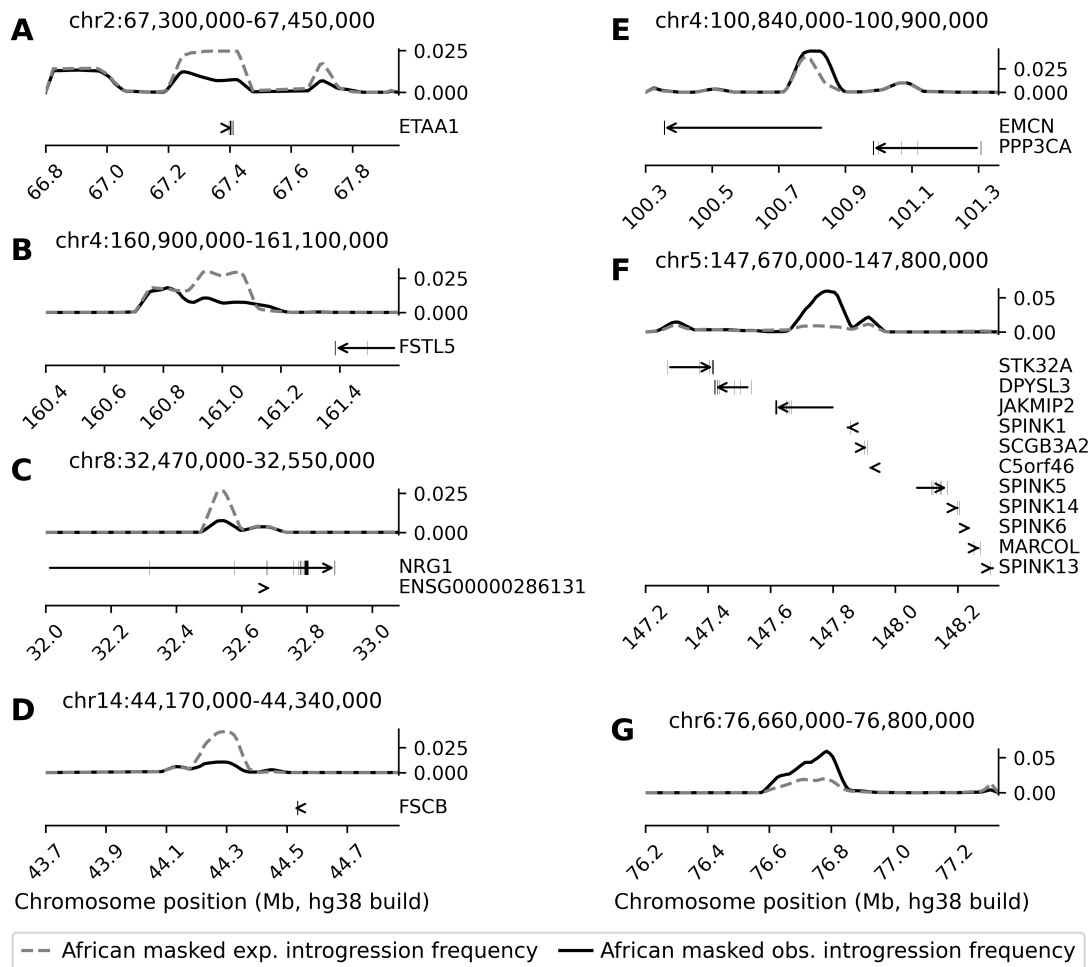 A
chr2:67,300,000-67,450,000
0.025
0.000
ETAA1
66.8 67.0 67.2 67.4 67.6 67.8
B
chr4:160,900,000-161,100,000
0.025
0.000
FSTL5
160.4 160.6 160.8 161.0 161.2 161.4
C
chr8:32,470,000-32,550,000
0.025
0.000
NRG1
ENSG00000286131
32.0 32.2 32.4 32.6 32.8 33.0
D
chr14:44,170,000-44,340,000
0.025
0.000
FSCB
43.7 43.9 44.1 44.3 44.5 44.7
Chromosome position (Mb, hg38 build)
E
chr4:100,840,000-100,900,000
0.025
0.000
EMCN
PPP3CA
100.3 100.5 100.7 100.9 101.1 101.3
F
chr5:147,670,000-147,800,000
0.05
0.00
STK32A
DPYSL3
JAKMIP2
SPINK1
SCGB3A2
C5orf46
SPINK5
SPINK14
SPINK6
MARCOL
SPINK13
147.2 147.4 147.6 147.8 148.0 148.2
G
chr6:76,660,000-76,800,000
0.05
0.00
76.2 76.4 76.6 76.8 77.0 77.2
Chromosome position (Mb, hg38 build)
African masked exp. introgression frequency
African masked obs. introgression frequency